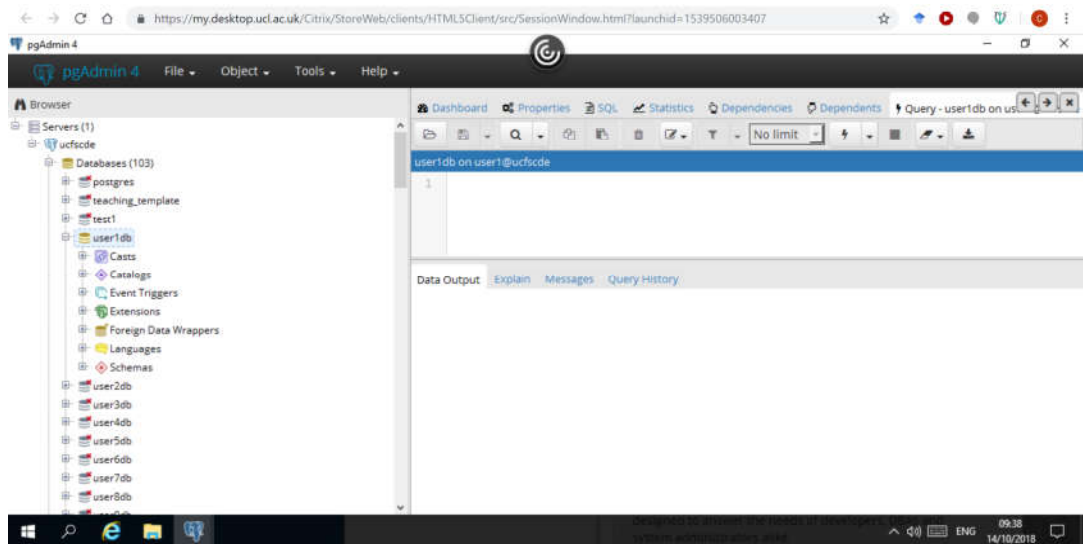 https://my.desktop.ucl.ac.uk/Citrix/StoreWeb/clients/HTML5Client/src/SessionWindow.html?launchid=1539506003407
pgAdmin 4
pgAdmin 4 File Object Tools Help
Browser
Dashboard Properties SQL Statistics Dependencies Dependents Query - user1db on us
Servers (1)
ucfscde
Databases (103)
postgres
teaching_template
test1
user1db
Casts
Catalogs
Event Triggers
Extensions
Foreign Data Wrappers
Languages
Schemas
user2db
user3db
user4db
user5db
user6db
user7db
user8db
No limit
user1db on user1@ucfscde
1
Data Output Explain Messages Query History
designed to answer the needs of developers, DBAs and
system administrators alike
ENG
09:38
14/10/2018